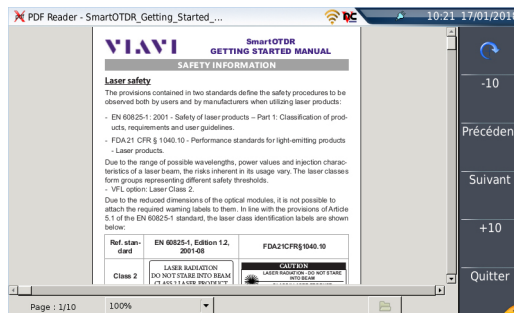 PDF Reader - SmartOTDR_Getting_Started_...
10:21 17/01/2018
VIAVI
SmartOTDR
GETTING STARTED MANUAL
SAFETY INFORMATION
Laser safety
The provisions contained in two standards define the safety procedures to be
observed both by users and by manufacturers when utilizing laser products:
- EN 60825-1: 2001 - Safety of laser products – Part 1: Classification of prod-
ucts, requirements and user guidelines.
- FDA 21 CFR § 1040.10 - Performance standards for light-emitting products
- Laser products.
Due to the range of possible wavelengths, power values and injection charac-
teristics of a laser beam, the risks inherent in its usage vary. The laser classes
form groups representing different safety thresholds.
- VFL option: Laser Class 2.
Due to the reduced dimensions of the optical modules, it is not possible to
attach the required warning labels to them. In line with the provisions of Article
5.1 of the EN 60825-1 standard, the laser class identification labels are shown
below:
Ref. stan-
dard
EN 60825-1, Edition 1.2,
2001-08
FDA21CFR§1040.10
Class 2
LASER RADIATION
DO NOT STARE INTO BEAM
CLASS 2 LASER PRODUCT
CAUTION
LASER RADIATION - DO NOT STARE
INTO BEAM
-10
Précéden
Suivant
+10
Quitter
Page : 1/10
100%